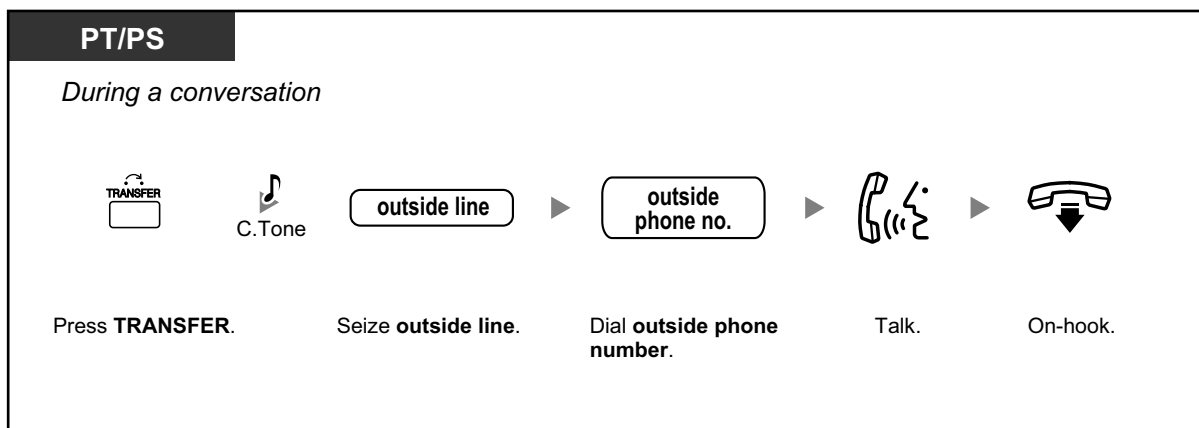 PT/PS
During a conversation
TRANSFER
C.Tone
outside line
outside
phone no.
Press TRANSFER.
Seize outside line.
Dial outside phone
number.
Talk.
On-hook.